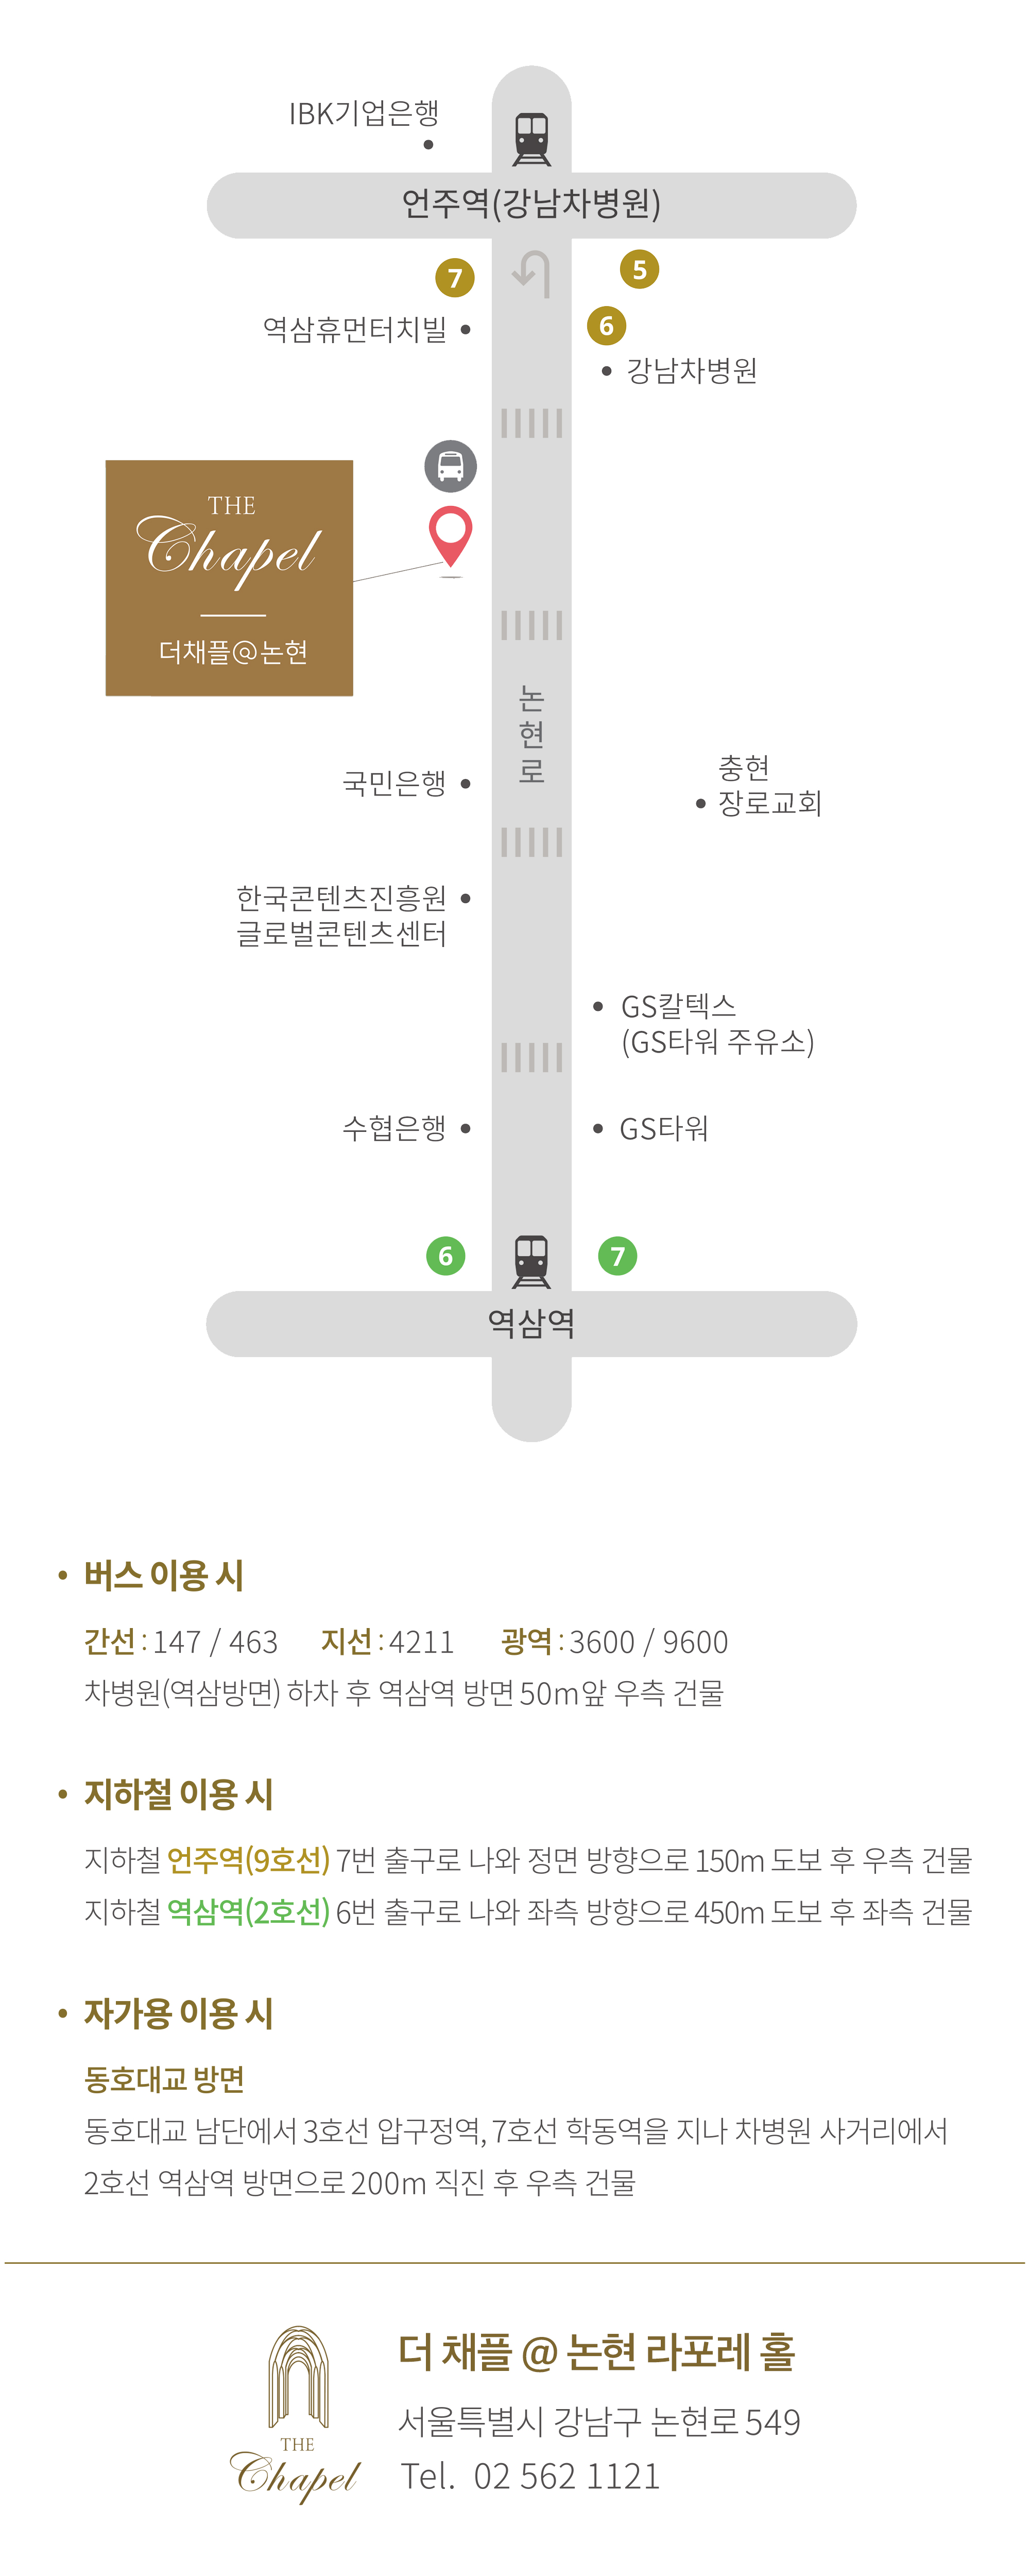 IBK기업은행
언주역(강남차병원)
7
5
역삼휴먼터치빌
6
강남차병원
THE
Chapel
더채플@논현
논현로
국민은행
충현
장로교회
한국콘텐츠진흥원
글로벌콘텐츠센터
GS칼텍스
(GS타워 주유소)
수협은행
GS타워
6
7
역삼역
• 버스 이용 시
간선 : 147 / 463 지선 : 4211 광역 : 3600 / 9600
차병원(역삼방면) 하차 후 역삼역 방면 50m앞 우측 건물
• 지하철 이용 시
지하철 언주역(9호선) 7번 출구로 나와 정면 방향으로 150m 도보 후 우측 건물
지하철 역삼역(2호선) 6번 출구로 나와 좌측 방향으로 450m 도보 후 좌측 건물
• 자가용 이용 시
동호대교 방면
동호대교 남단에서 3호선 압구정역, 7호선 학동역을 지나 차병원 사거리에서
2호선 역삼역 방면으로 200m 직진 후 우측 건물
THE
Chapel
더 채플 @ 논현 라포레 홀
서울특별시 강남구 논현로 549
Tel. 02 562 1121